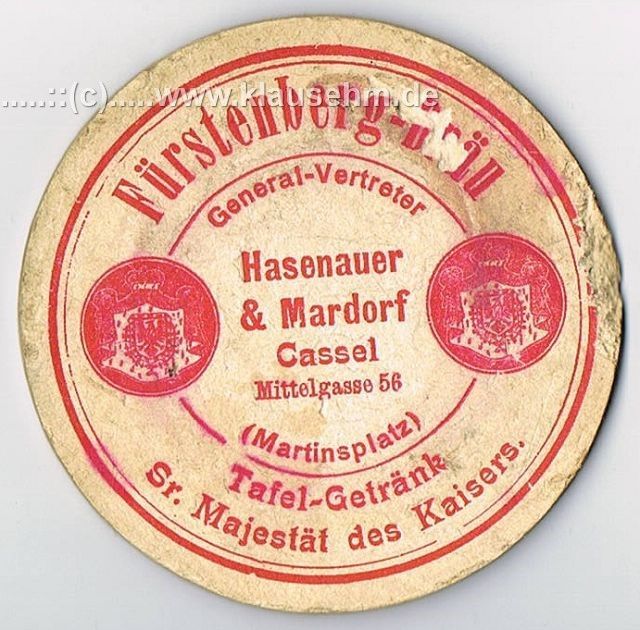 .....::(c).....www.klausehm.de
Fürstenberg-Bräu
General-Vertreter
Hasenauer
& Mardorf
Cassel
Mittelgasse 56
(Martinsplatz)
Tafel-Getränk
Sr. Majestät des Kaisers.